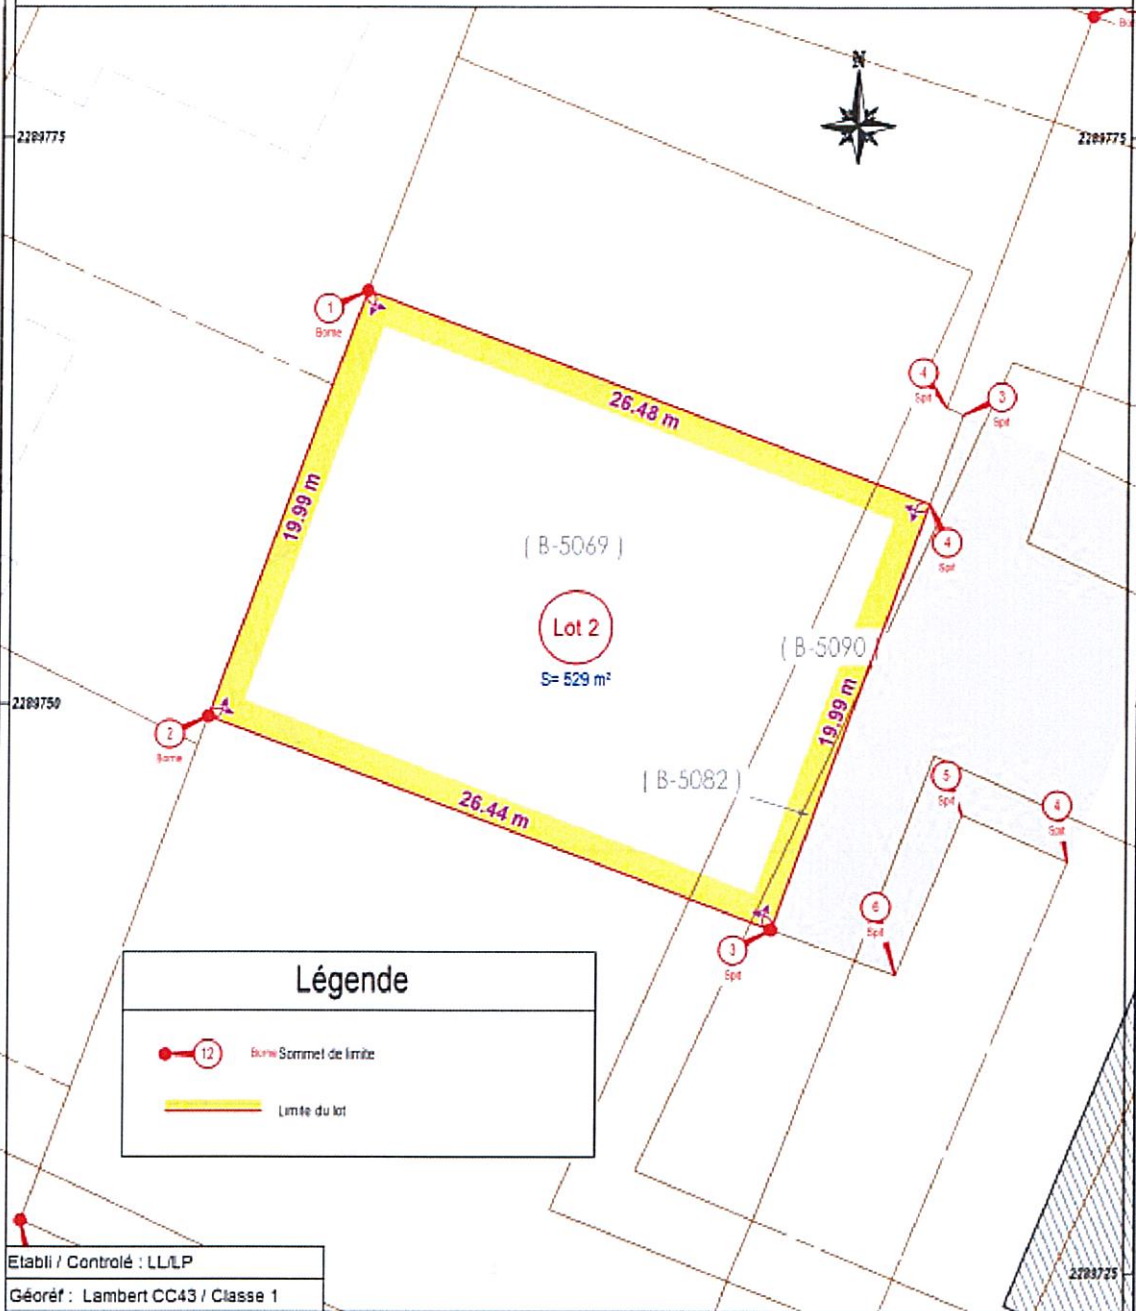 Bor
N
2289775
2289775
1
Borne
4
Spit
3
Spit
26.48 m
19.99 m
( B-5069 )
4
Spit
Lot 2
S= 529 m²
( B-5090 )
19.99 m
2289750
2
Borne
( B-5082 )
26.44 m
5
Spit
4
Spit
6
Spit
3
Spit
Légende
12 Borne Sommet de limite
Limite du lot
Etabli / Controlé : LL/LP
Géoréf : Lambert CC43 / Classe 1
2289725